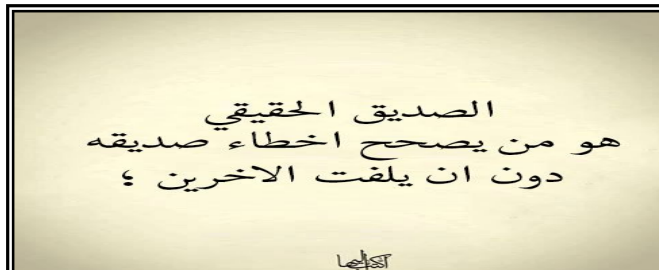 الصديق الحقيقي
هو من يصحح اخطاء صديقه
دون ان يلفت الاخرين ؛